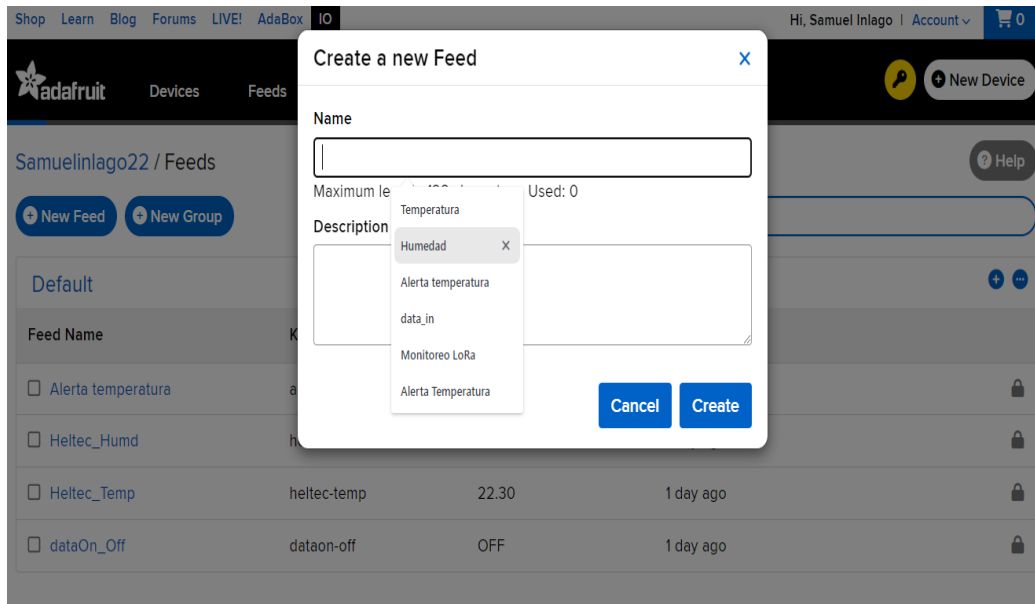 Shop Learn Blog Forums LIVE! AdaBox IO Hi, Samuel Inlago | Account 0
adafruit Devices Feeds New Device
Samuelinlago22 / Feeds Help
New Feed New Group
Default
Feed Name
Alerta temperatura
Heltec_Humd
Heltec_Temp heltec-temp 22.30 1 day ago
dataOn_Off dataon-off OFF 1 day ago
Create a new Feed
Name
Maximum Used: 0
Description
Temperatura
Humedad
Alerta temperatura
data_in
Monitoreo LoRa
Alerta Temperatura
Cancel Create